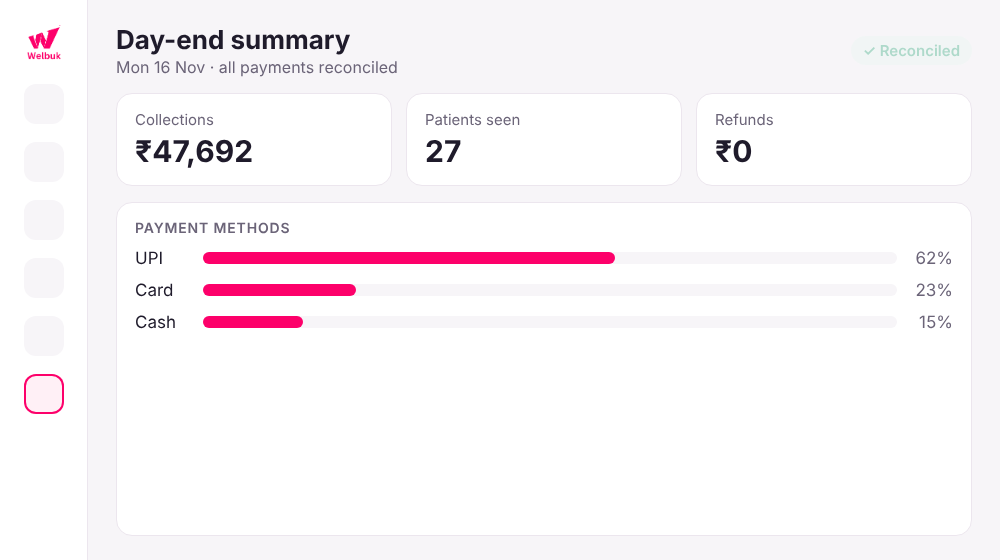 Welbuk
Day-end summary
Mon 16 Nov · all payments reconciled
✓ Reconciled
Collections
₹47,692
Patients seen
27
Refunds
₹0
PAYMENT METHODS
UPI 62%
Card 23%
Cash 15%